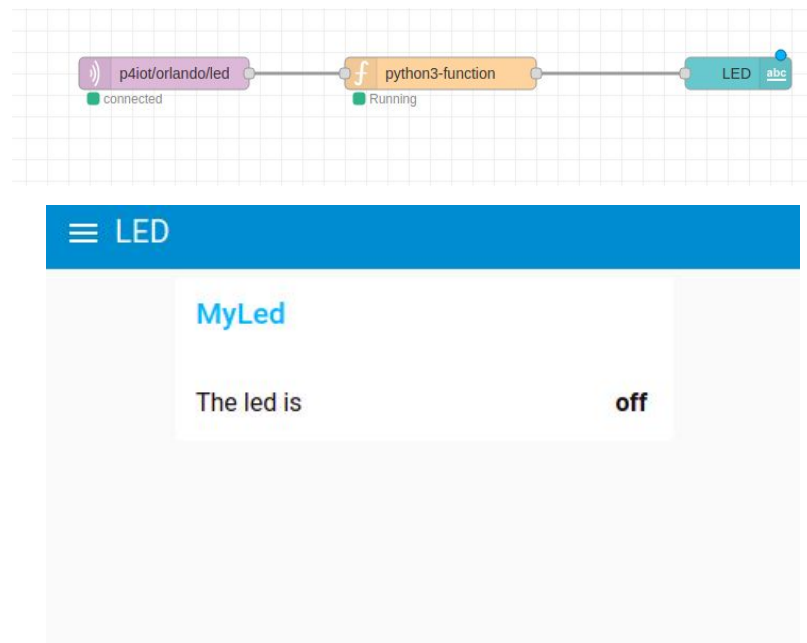 p4iot/orlando/led
python3-function
LED abc
connected
Running
LED
MyLed
The led is off